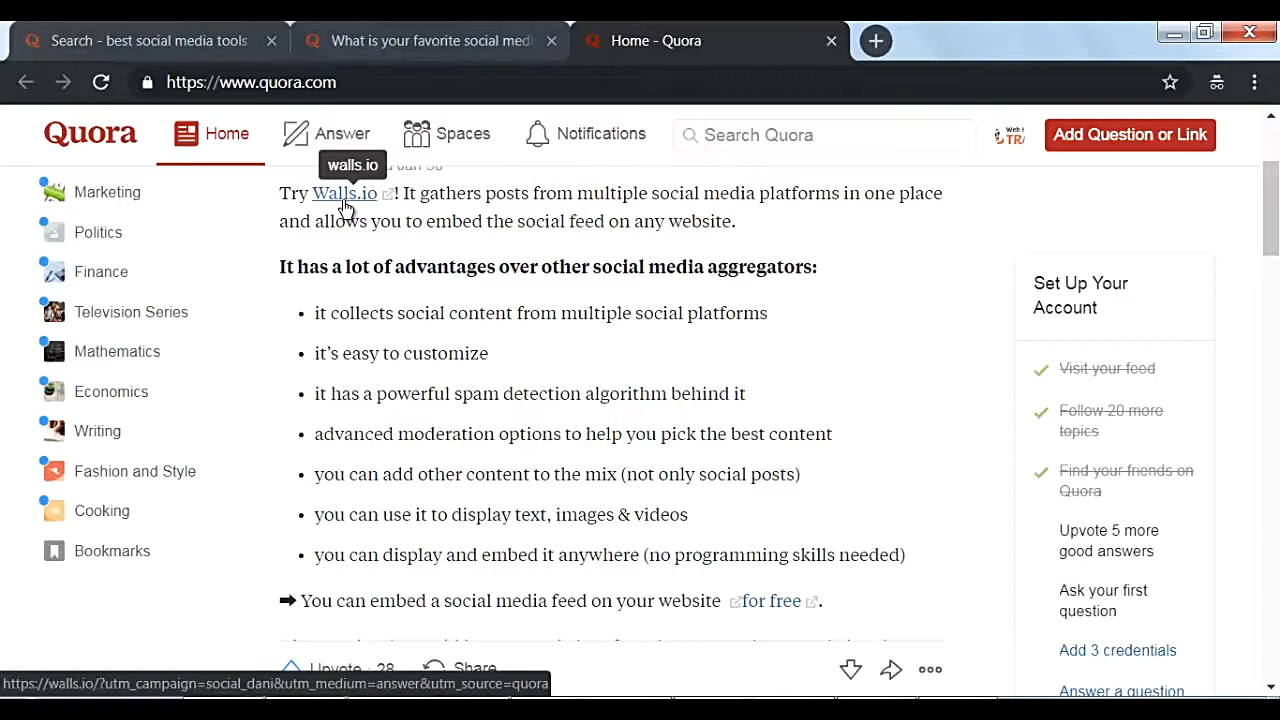 Search - best social media tools
What is your favorite social med
Home - Quora
https://www.quora.com
Quora
Home
Answer
Spaces
Notifications
Search Quora
Add Question or Link
walls.io
Marketing
Politics
Finance
Television Series
Mathematics
Economics
Writing
Fashion and Style
Cooking
Bookmarks
Try Walls.io ! It gathers posts from multiple social media platforms in one place
and allows you to embed the social feed on any website.
It has a lot of advantages over other social media aggregators:
• it collects social content from multiple social platforms
• it's easy to customize
• it has a powerful spam detection algorithm behind it
• advanced moderation options to help you pick the best content
• you can add other content to the mix (not only social posts)
• you can use it to display text, images & videos
• you can display and embed it anywhere (no programming skills needed)
➡ You can embed a social media feed on your website for free .
Upvote · 28
Share
Set Up Your
Account
Visit your feed
Follow 20 more
topics
Find your friends on
Quora
Upvote 5 more
good answers
Ask your first
question
Add 3 credentials
Answer a question
https://walls.io/?utm_campaign=social_dani&utm_medium=answer&utm_source=quora